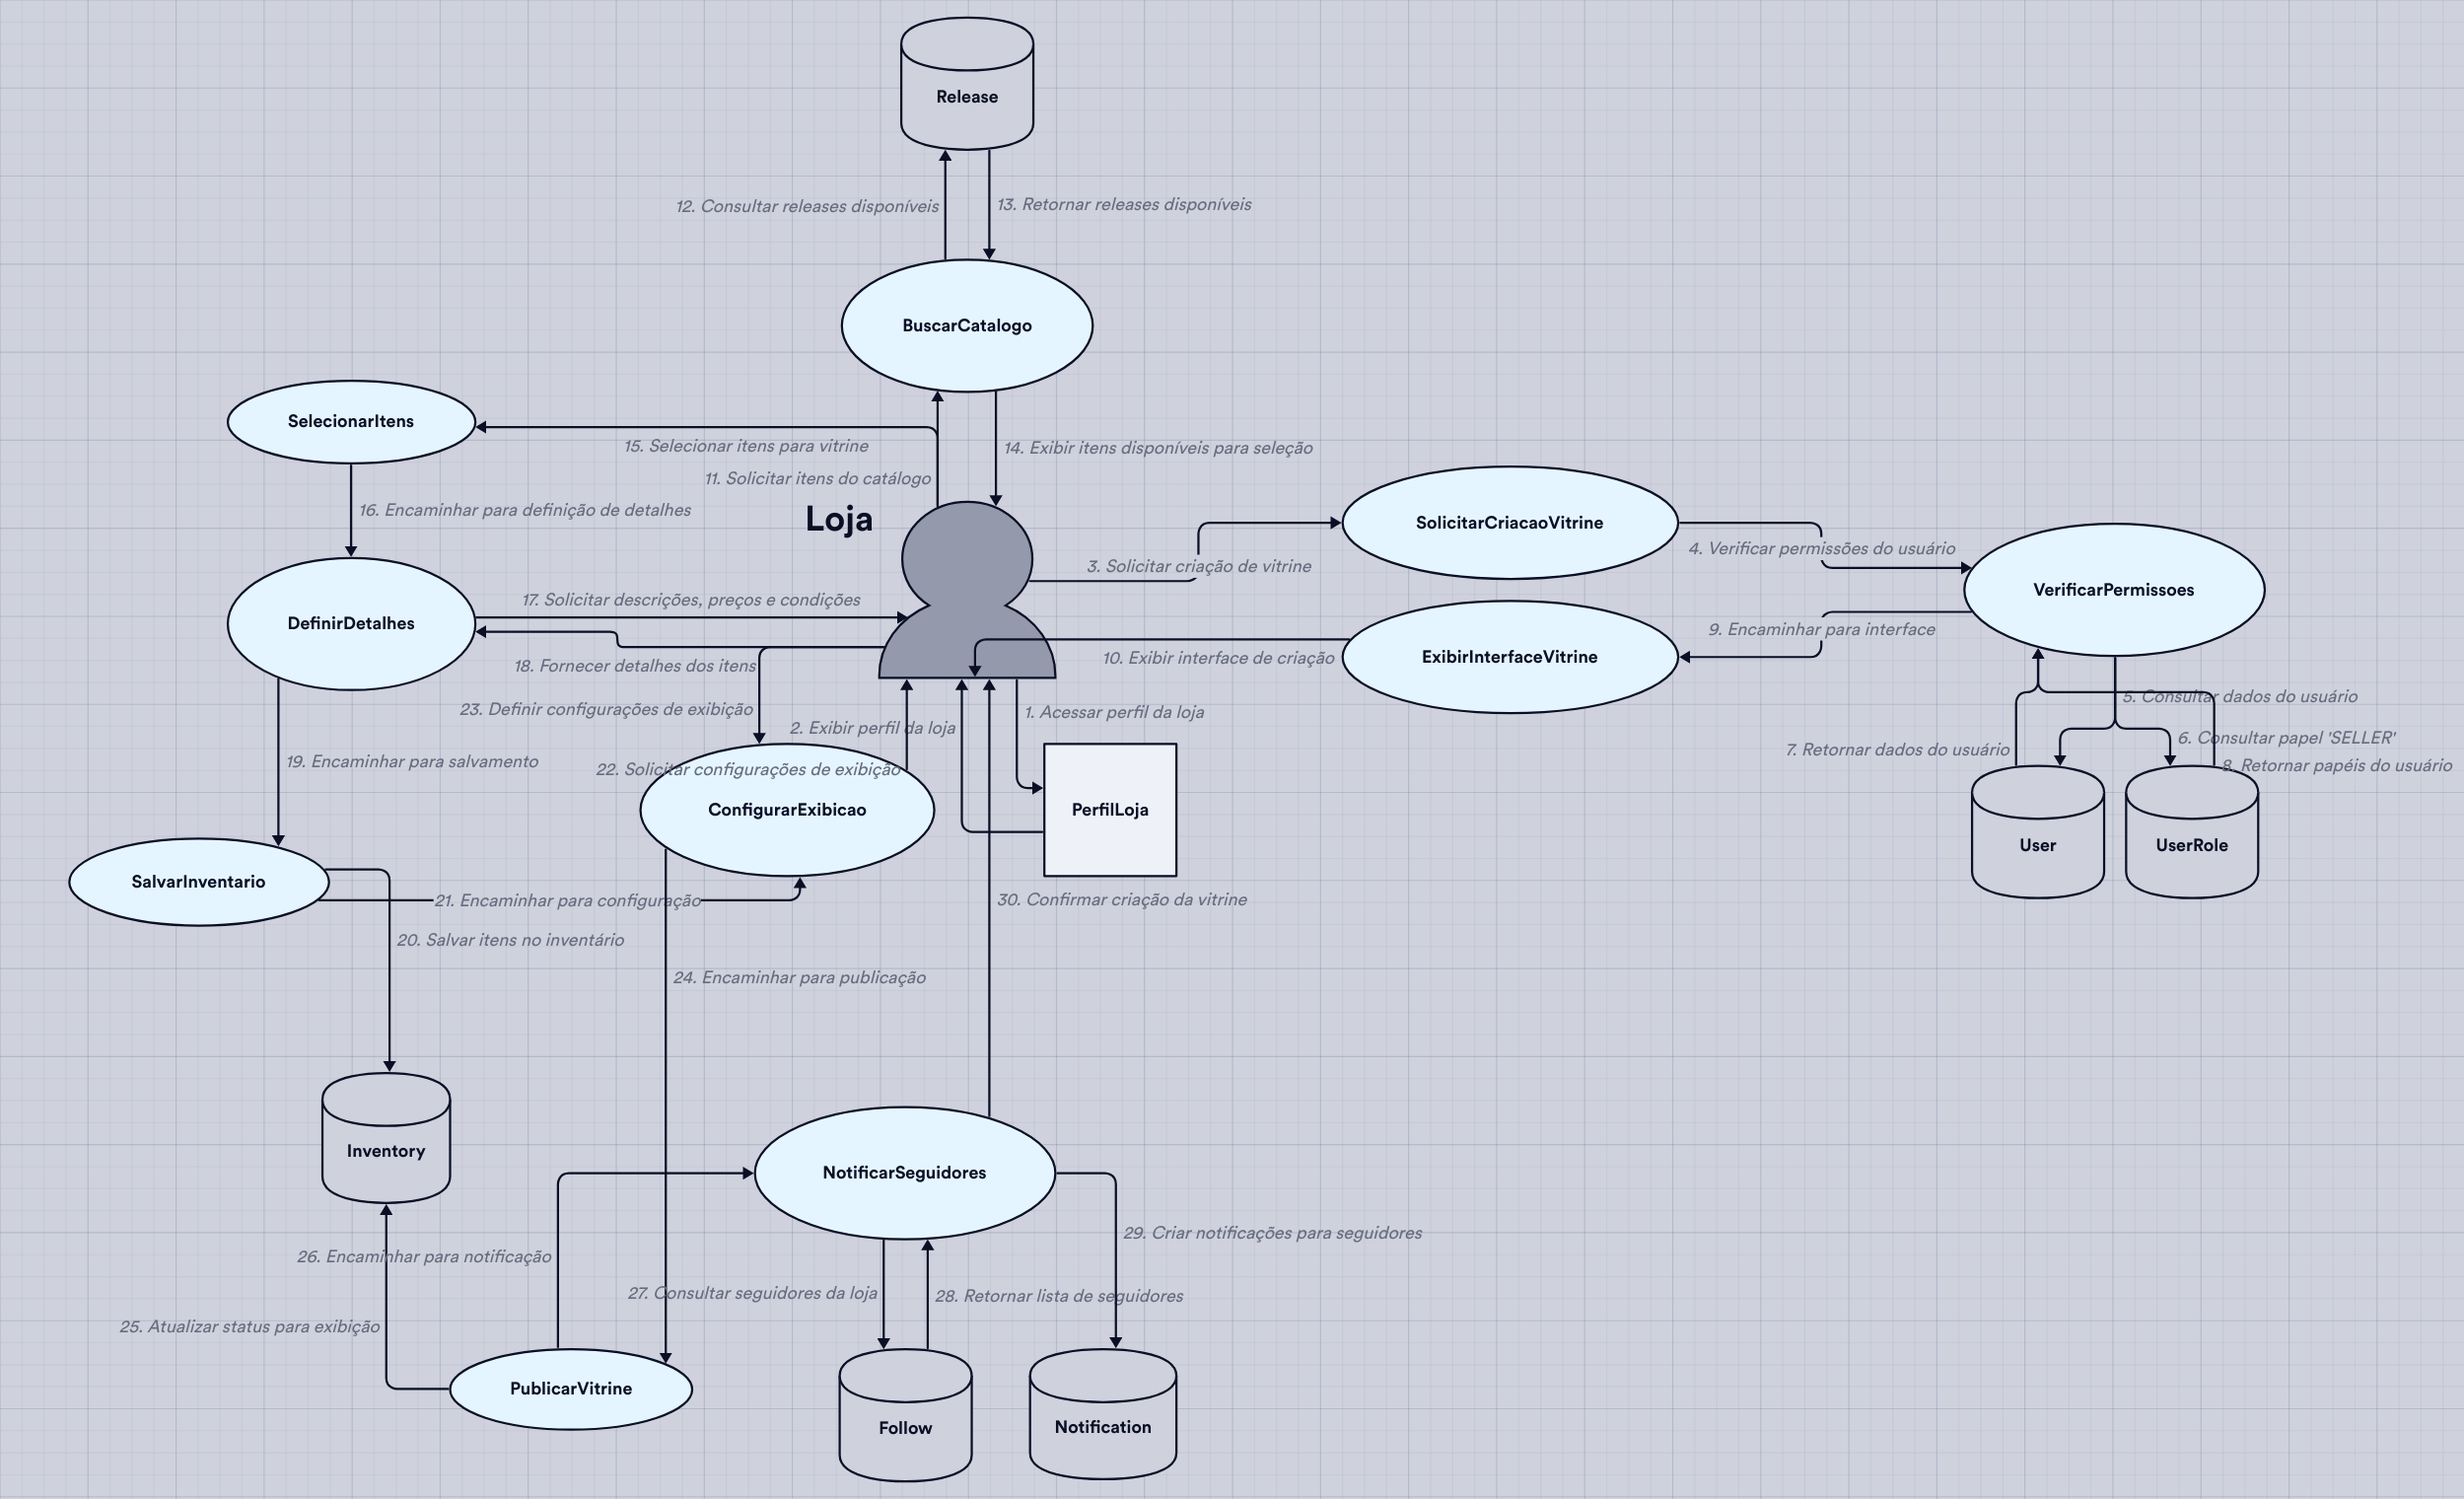 Release
12. Consultar releases disponíveis
13. Retornar releases disponíveis
BuscarCatalogo
SelecionarItens
15. Selecionar itens para vitrine
14. Exibir itens disponíveis para seleção
11. Solicitar itens do catálogo
16. Encaminhar para definição de detalhes
Loja
SolicitarCriacaoVitrine
4. Verificar permissões do usuário
3. Solicitar criação de vitrine
VerificarPermissoes
17. Solicitar descrições, preços e condições
DefinirDetalhes
9. Encaminhar para interface
18. Fornecer detalhes dos itens
10. Exibir interface de criação
ExibirInterfaceVitrine
5. Consultar dados do usuário
23. Definir configurações de exibição
1. Acessar perfil da loja
2. Exibir perfil da loja
6. Consultar papel 'SELLER'
7. Retornar dados do usuário
19. Encaminhar para salvamento
22. Solicitar configurações de exibição
8. Retornar papéis do usuário
ConfigurarExibicao
PerfilLoja
User
UserRole
SalvarInventario
21. Encaminhar para configuração
30. Confirmar criação da vitrine
20. Salvar itens no inventário
24. Encaminhar para publicação
Inventory
NotificarSeguidores
29. Criar notificações para seguidores
26. Encaminhar para notificação
27. Consultar seguidores da loja
28. Retornar lista de seguidores
25. Atualizar status para exibição
PublicarVitrine
Follow
Notification